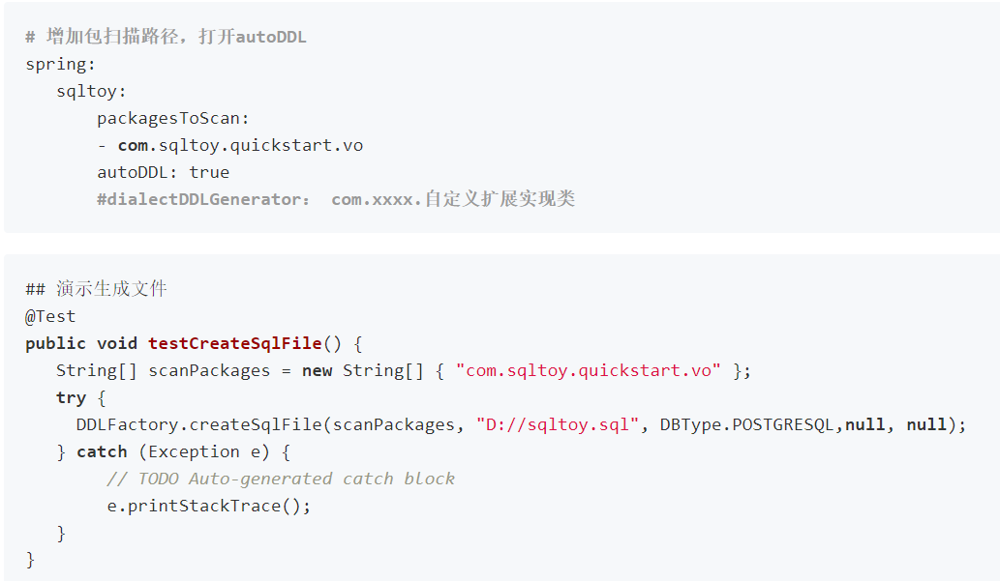 # 增加包扫描路径，打开autoDDL
spring:
   sqltoy:
       packagesToScan:
       - com.sqltoy.quickstart.vo
       autoDDL: true
       #dialectDDLGenerator： com.xxxx.自定义扩展实现类
## 演示生成文件
@Test
public void testCreateSqlFile() {
   String[] scanPackages = new String[] { "com.sqltoy.quickstart.vo" };
   try {
     DDLFactory.createSqlFile(scanPackages, "D://sqltoy.sql", DBType.POSTGRESQL,null, null);
   } catch (Exception e) {
        // TODO Auto-generated catch block
        e.printStackTrace();
   }
}